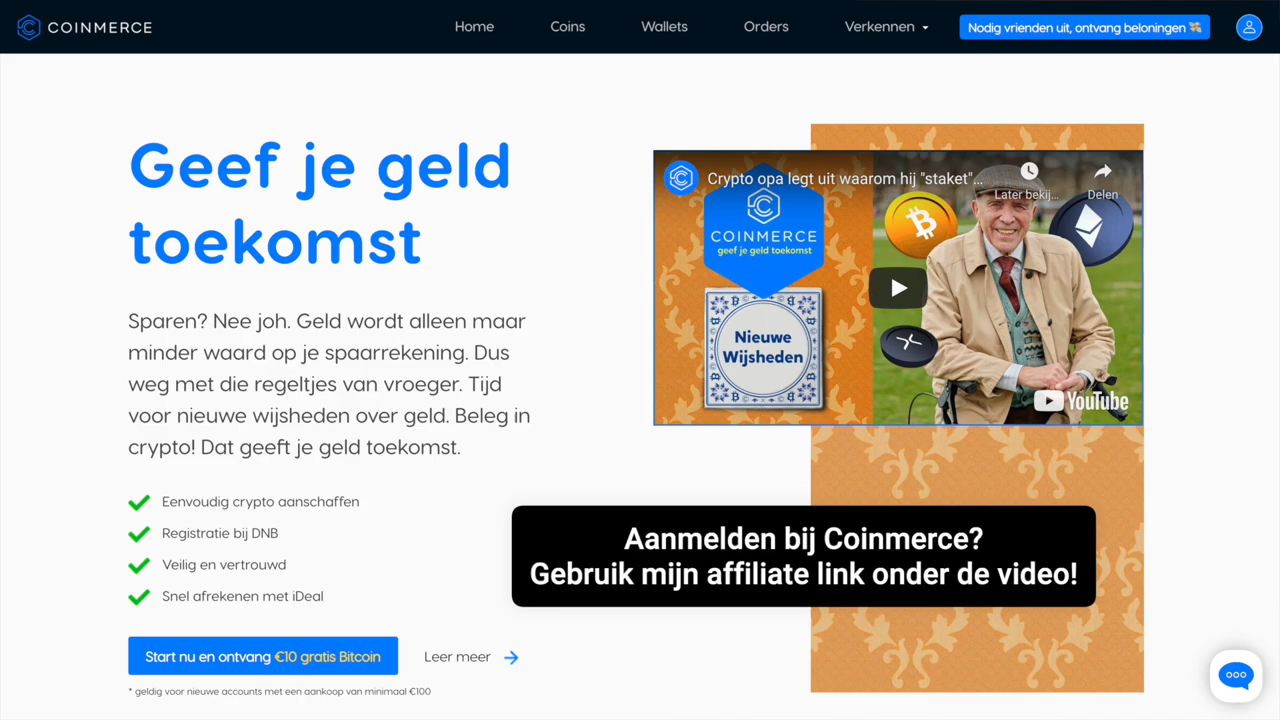 COINMERCE
Home
Coins
Wallets
Orders
Verkennen
Nodig vrienden uit, ontvang beloningen 💸
Geef je geld
toekomst
Sparen? Nee joh. Geld wordt alleen maar
minder waard op je spaarrekening. Dus
weg met die regeltjes van vroeger. Tijd
voor nieuwe wijsheden over geld. Beleg in
crypto! Dat geeft je geld toekomst.
Eenvoudig crypto aanschaffen
Registratie bij DNB
Veilig en vertrouwd
Snel afrekenen met iDeal
Start nu en ontvang €10 gratis Bitcoin
Leer meer
* geldig voor nieuwe accounts met een aankoop van minimaal €100
Crypto opa legt uit waarom hij "staket"...
Later bekij...
Delen
COINMERCE
geef je geld toekomst
Nieuwe
Wijsheden
YouTube
Aanmelden bij Coinmerce?
Gebruik mijn affiliate link onder de video!